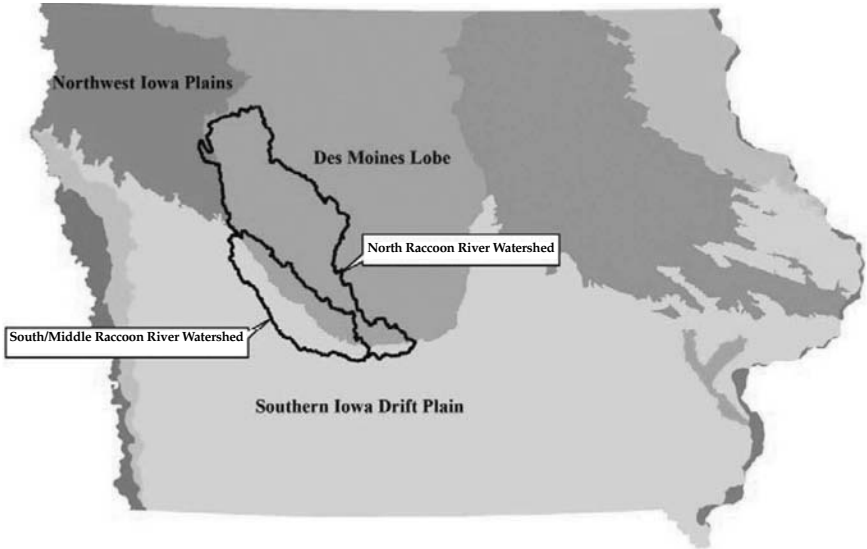 Northwest Iowa Plains
Des Moines Lobe
North Raccoon River Watershed
South/Middle Raccoon River Watershed
Southern Iowa Drift Plain